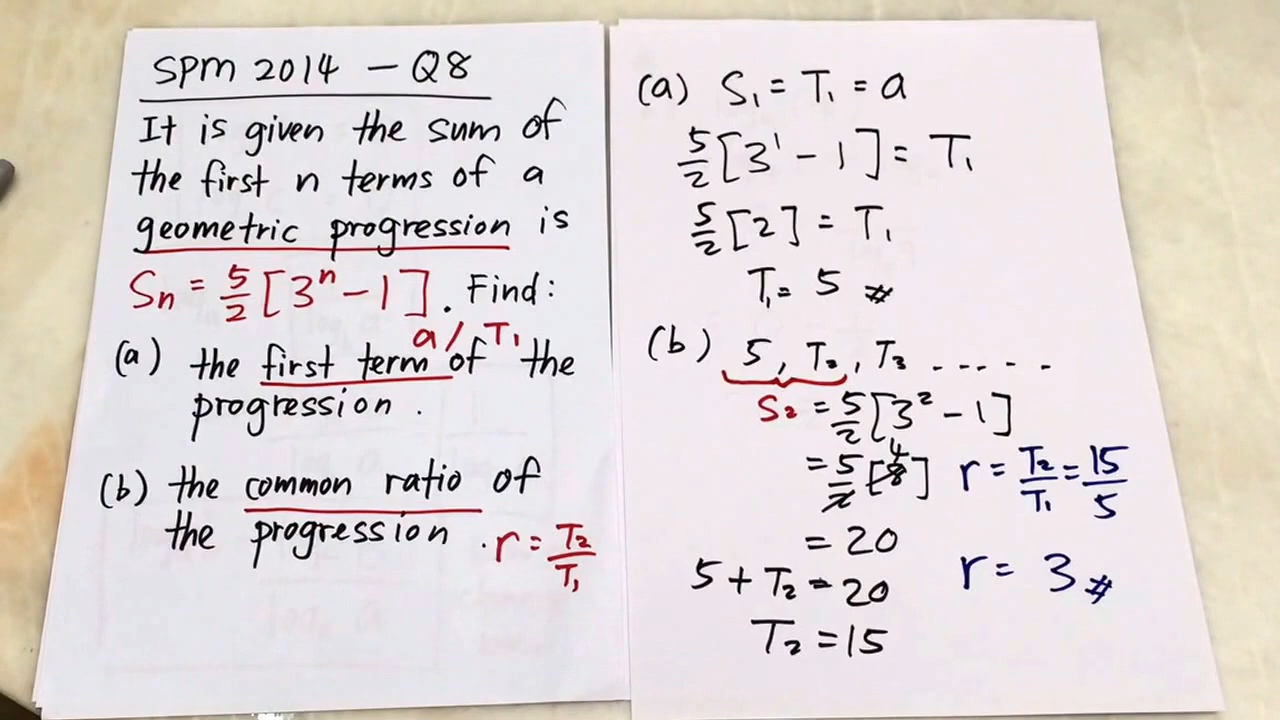 SPM 2014 - Q8
It is given the sum of
the first n terms of a
geometric progression is
Sn = 5/2 [3ⁿ - 1]. Find:
a / T₁
(a) the first term of the
progression.
(b) the common ratio of
the progression. r = T₂/T₁
(a) S₁ = T₁ = a
5/2 [3¹ - 1] = T₁
5/2 [2] = T₁
T₁ = 5 #
(b) 5, T₂, T₃ .....
S₂ = 5/2 [3² - 1]
= 5/2 [8] 4
= 20
5 + T₂ = 20
T₂ = 15
r = T₂/T₁ = 15/5
r = 3 #